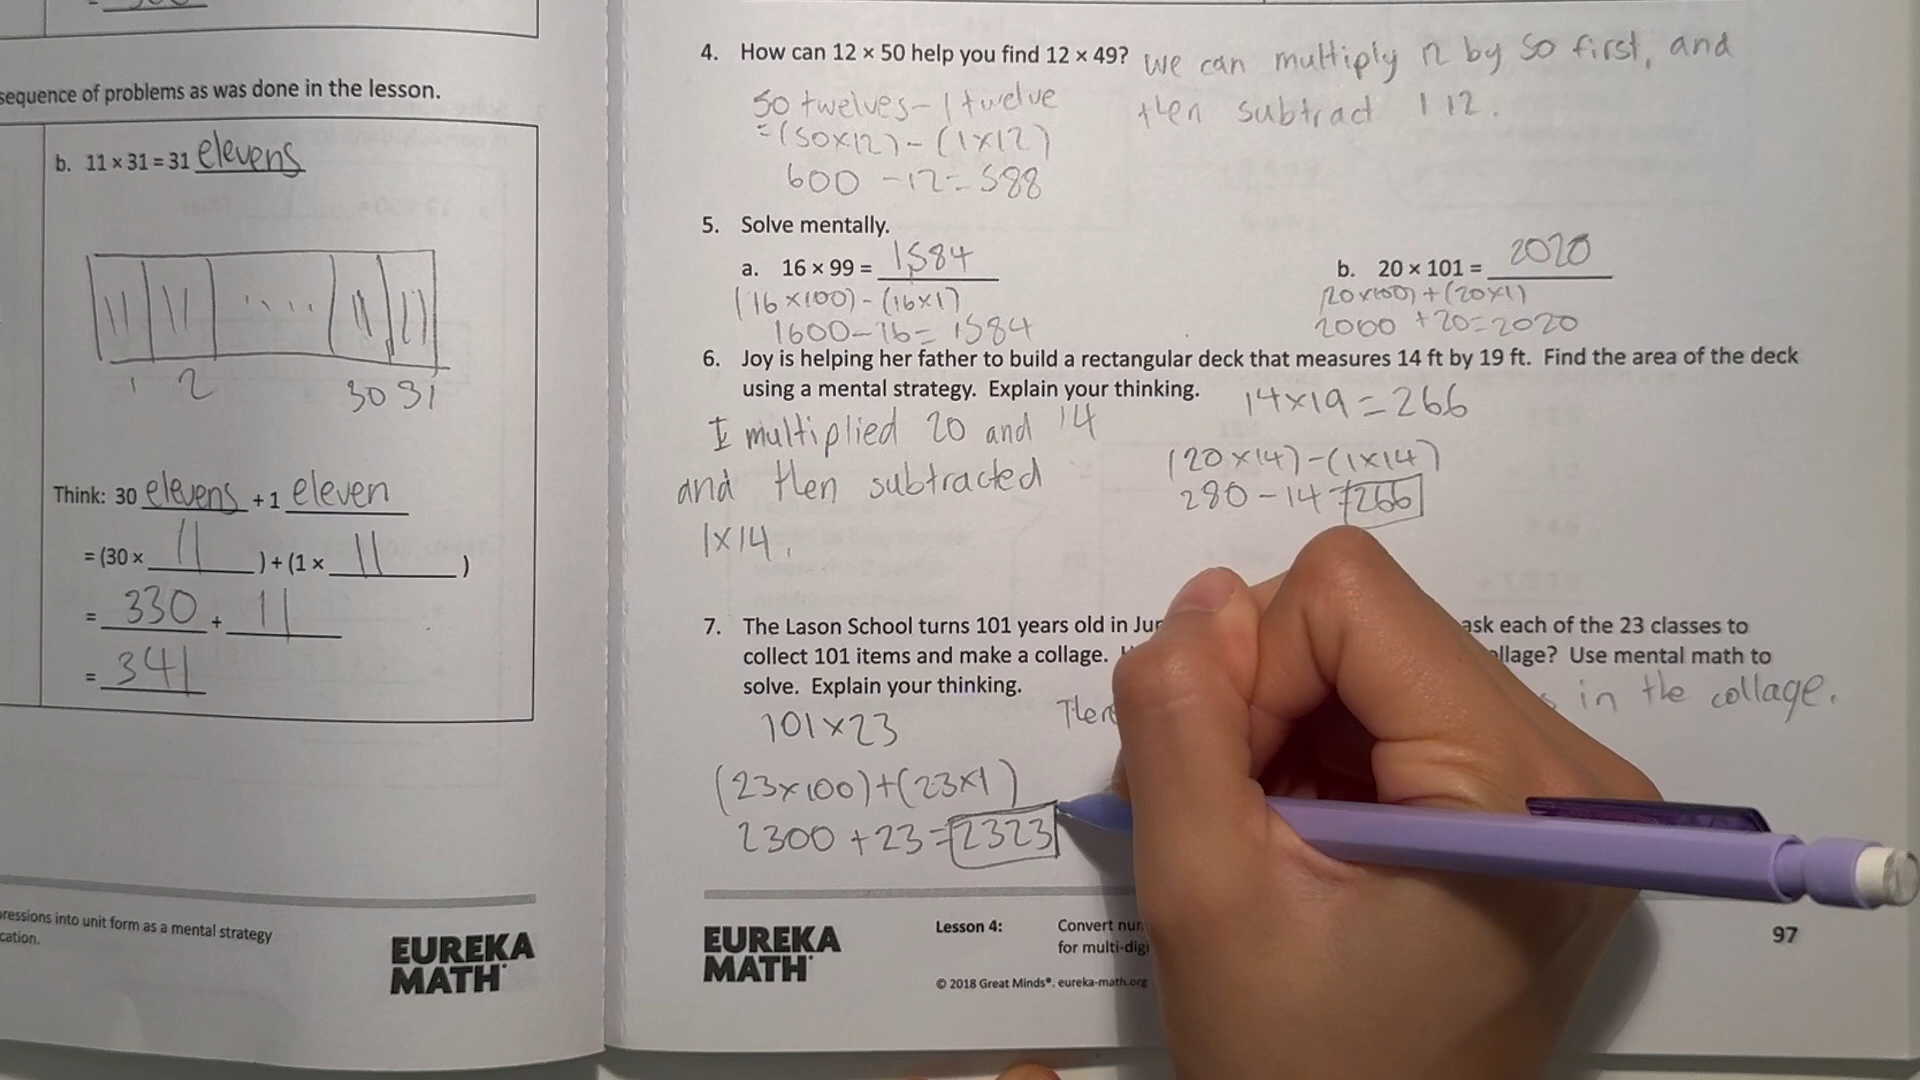 sequence of problems as was done in the lesson.
b. 11 × 31 = 31 elevens
1 2 30 31
Think: 30 elevens + 1 eleven
= (30 × 11 ) + (1 × 11 )
= 330 + 11
= 341
pressions into unit form as a mental strategy
cation.
EUREKA
MATH
4. How can 12 × 50 help you find 12 × 49? we can multiply 12 by 50 first, and
then subtract 1 12.
50 twelves - 1 twelve
= (50×12) - (1×12)
600 - 12 = 588
5. Solve mentally.
a. 16 × 99 = 1584
(16×100) - (16×1)
1600 - 16 = 1584
b. 20 × 101 = 2020
(20×100) + (20×1)
2000 + 20 = 2020
6. Joy is helping her father to build a rectangular deck that measures 14 ft by 19 ft. Find the area of the deck
using a mental strategy. Explain your thinking. 14×19 = 266
I multiplied 20 and 14
and then subtracted
1×14.
(20×14) - (1×14)
280 - 14 = 266
7. The Lason School turns 101 years old in ask each of the 23 classes to
collect 101 items and make a collage. Use mental math to
solve. Explain your thinking. in the collage.
101×23
(23×100)+(23×1)
2300 + 23 = 2323
EUREKA
MATH
Lesson 4: Convert
for
© 2018 Great Minds®. eureka-math.org
97